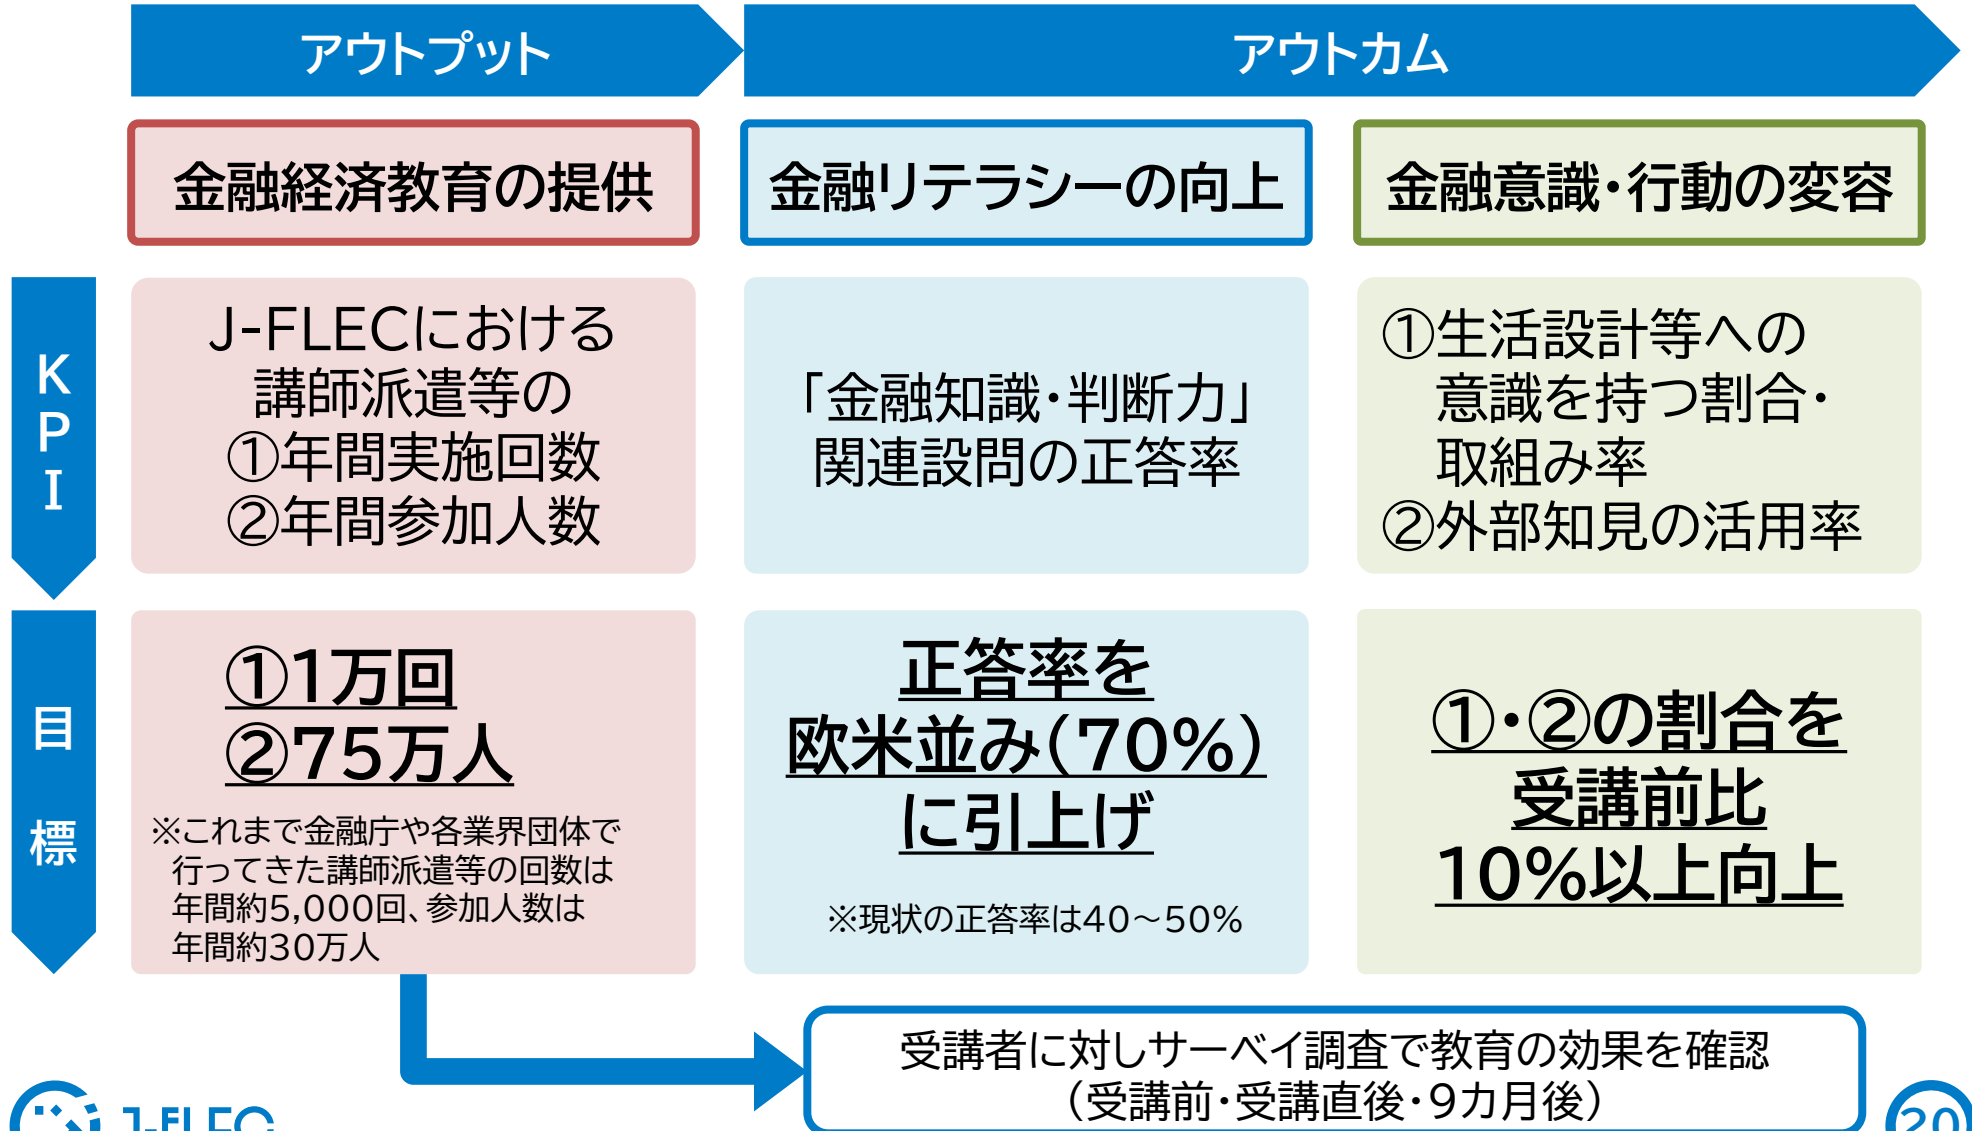 アウトプット
アウトカム
金融経済教育の提供
金融リテラシーの向上
金融意識・行動の変容
KPI
J-FLECにおける
講師派遣等の
①年間実施回数
②年間参加人数
「金融知識・判断力」
関連設問の正答率
①生活設計等への
意識を持つ割合・
取組み率
②外部知見の活用率
目標
①1万回
②75万人
※これまで金融庁や各業界団体で
行ってきた講師派遣等の回数は
年間約5,000回、参加人数は
年間約30万人
正答率を
欧米並み(70%)
に引上げ
※現状の正答率は40～50%
①・②の割合を
受講前比
10%以上向上
受講者に対しサーベイ調査で教育の効果を確認
(受講前・受講直後・9カ月後)
J-FLEC
20